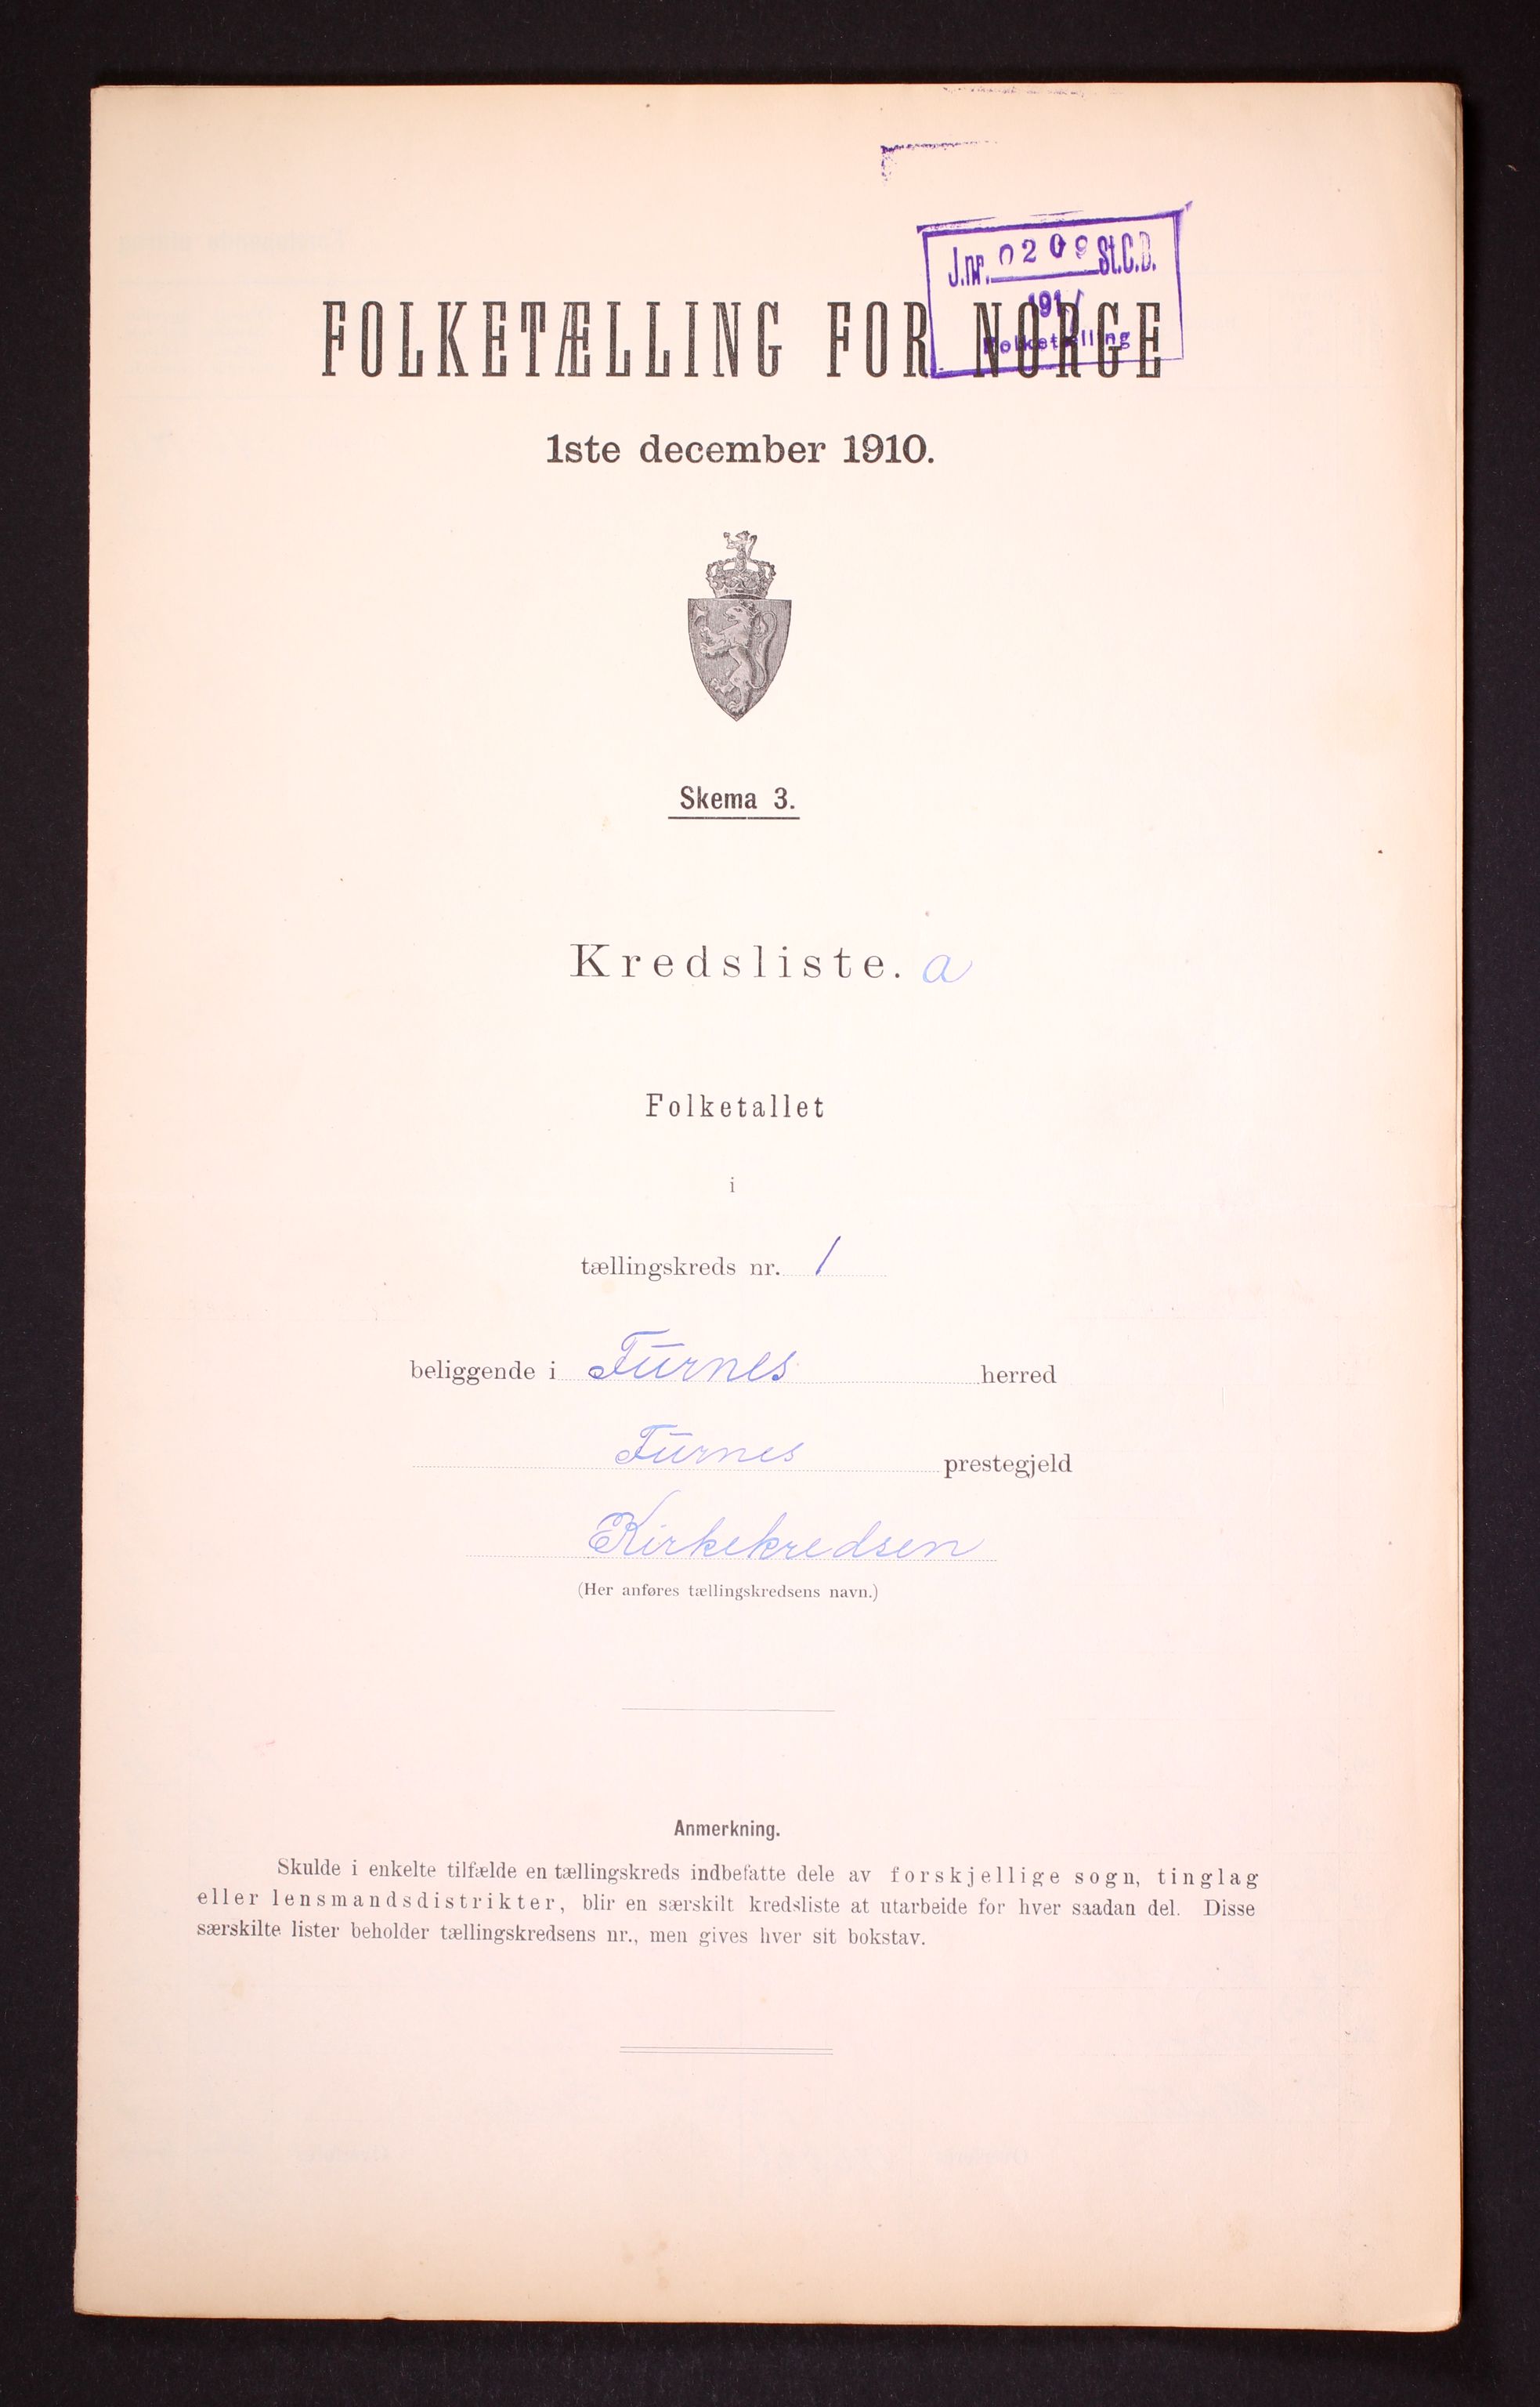 J.nr. 0209 St.C.B.
191
Folketælling
FOLKETÆLLING FOR NORGE
1ste december 1910.
Skema 3.
Kredsliste. a
Folketallet
i
tællingskreds nr. 1
beliggende i Furnes herred
Furnes prestegjeld
Kirkekredsen
(Her anføres tællingskredsens navn.)
Anmerkning.
Skulde i enkelte tilfælde en tællingskreds indbefatte dele av forskjellige sogn, tinglag
eller lensmandsdistrikter, blir en særskilt kredsliste at utarbeide for hver saadan del. Disse
særskilte lister beholder tællingskredsens nr., men gives hver sit bokstav.